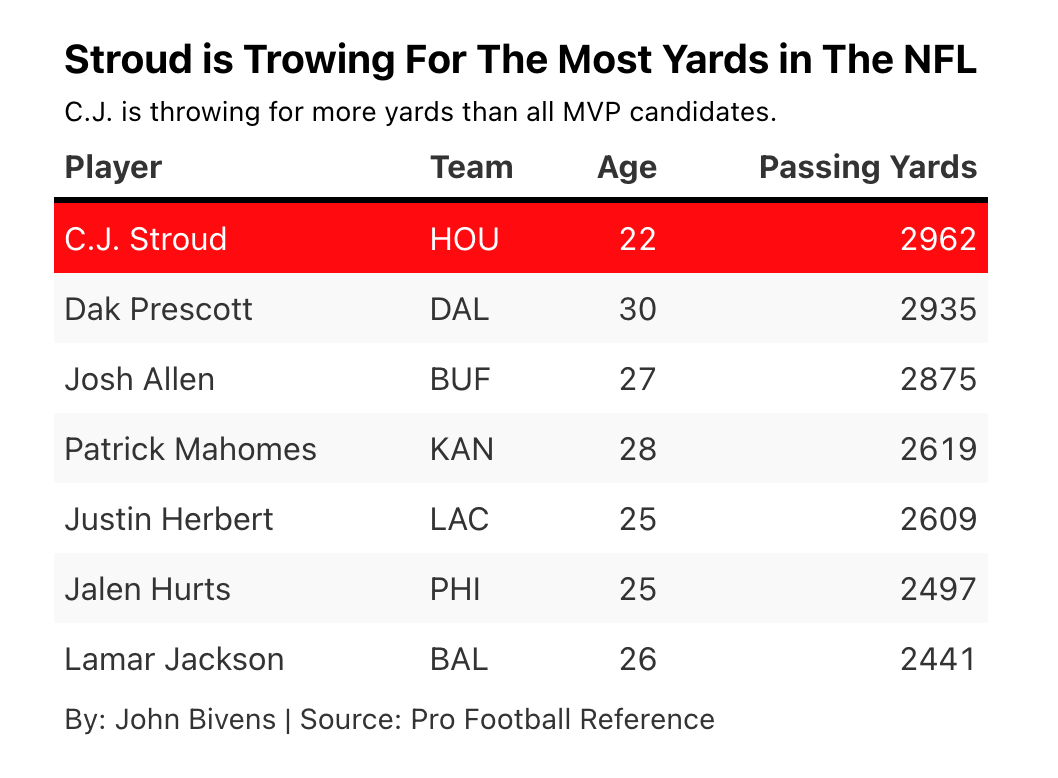 Stroud is Trowing For The Most Yards in The NFL
C.J. is throwing for more yards than all MVP candidates.
Player Team Age Passing Yards
C.J. Stroud HOU 22 2962
Dak Prescott DAL 30 2935
Josh Allen BUF 27 2875
Patrick Mahomes KAN 28 2619
Justin Herbert LAC 25 2609
Jalen Hurts PHI 25 2497
Lamar Jackson BAL 26 2441
By: John Bivens | Source: Pro Football Reference